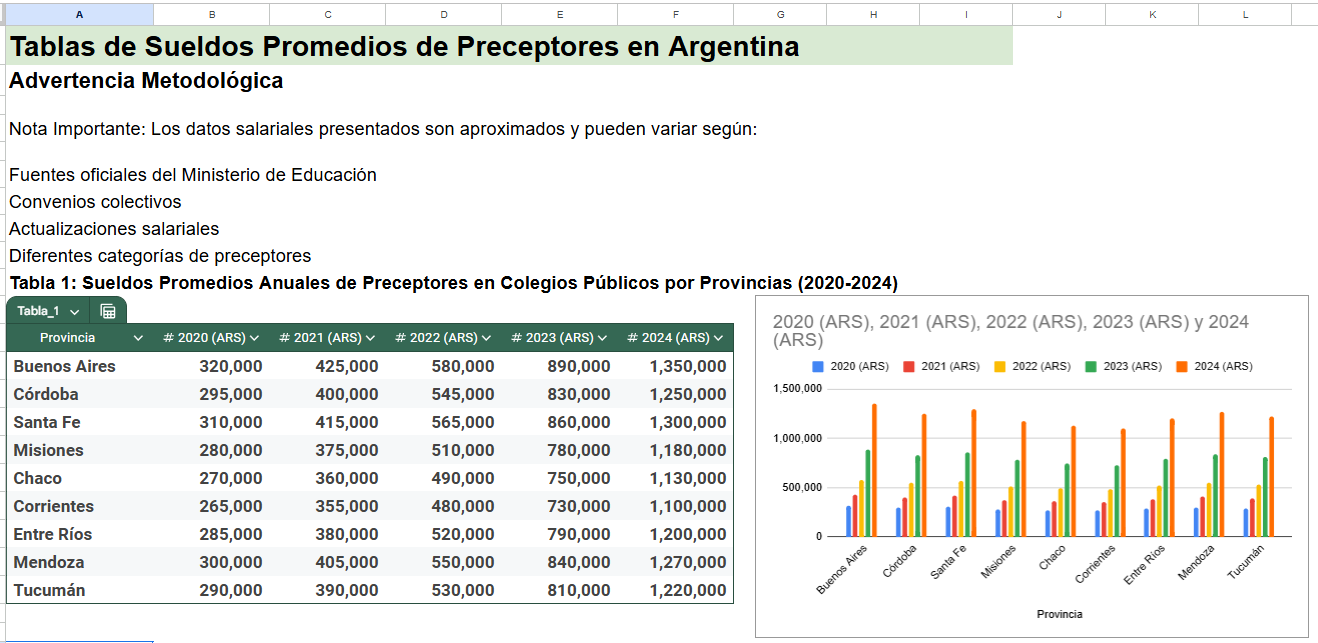 A B C D E F G H I J K L
Tablas de Sueldos Promedios de Preceptores en Argentina
Advertencia Metodológica
Nota Importante: Los datos salariales presentados son aproximados y pueden variar según:
Fuentes oficiales del Ministerio de Educación
Convenios colectivos
Actualizaciones salariales
Diferentes categorías de preceptores
Tabla 1: Sueldos Promedios Anuales de Preceptores en Colegios Públicos por Provincias (2020-2024)
Tabla_1
Provincia # 2020 (ARS) # 2021 (ARS) # 2022 (ARS) # 2023 (ARS) # 2024 (ARS)
Buenos Aires 320,000 425,000 580,000 890,000 1,350,000
Córdoba 295,000 400,000 545,000 830,000 1,250,000
Santa Fe 310,000 415,000 565,000 860,000 1,300,000
Misiones 280,000 375,000 510,000 780,000 1,180,000
Chaco 270,000 360,000 490,000 750,000 1,130,000
Corrientes 265,000 355,000 480,000 730,000 1,100,000
Entre Ríos 285,000 380,000 520,000 790,000 1,200,000
Mendoza 300,000 405,000 550,000 840,000 1,270,000
Tucumán 290,000 390,000 530,000 810,000 1,220,000
2020 (ARS), 2021 (ARS), 2022 (ARS), 2023 (ARS) y 2024
(ARS)
2020 (ARS) 2021 (ARS) 2022 (ARS) 2023 (ARS) 2024 (ARS)
1,500,000
1,000,000
500,000
0
Buenos Aires Córdoba Santa Fe Misiones Chaco Corrientes Entre Ríos Mendoza Tucumán
Provincia